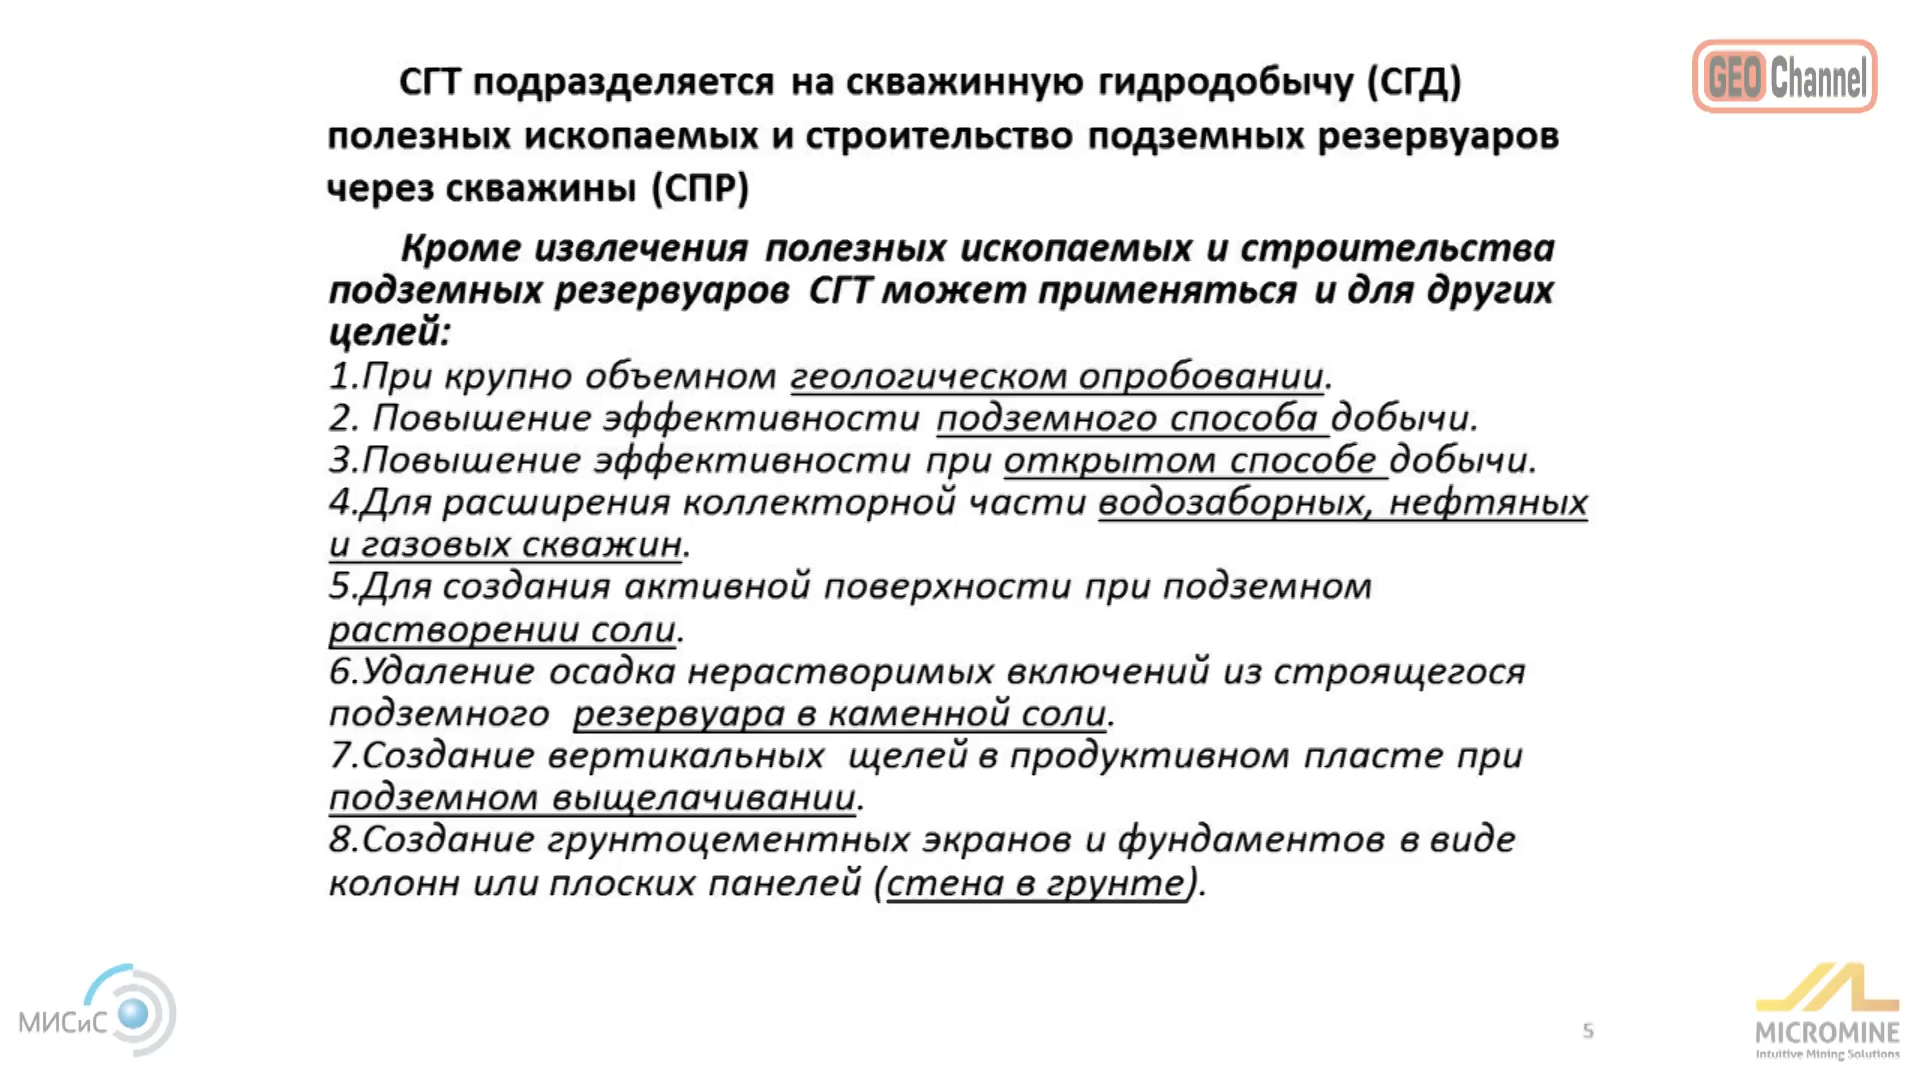 СГТ подразделяется на скважинную гидродобычу (СГД)
полезных ископаемых и строительство подземных резервуаров
через скважины (СПР)
Кроме извлечения полезных ископаемых и строительства
подземных резервуаров СГТ может применяться и для других
целей:
1.При крупно объемном геологическом опробовании.
2. Повышение эффективности подземного способа добычи.
3.Повышение эффективности при открытом способе добычи.
4.Для расширения коллекторной части водозаборных, нефтяных
и газовых скважин.
5.Для создания активной поверхности при подземном
растворении соли.
6.Удаление осадка нерастворимых включений из строящегося
подземного резервуара в каменной соли.
7.Создание вертикальных щелей в продуктивном пласте при
подземном выщелачивании.
8.Создание грунтоцементных экранов и фундаментов в виде
колонн или плоских панелей (стена в грунте).
GEO Channel
МИСиС
5
MICROMINE
Intuitive Mining Solutions